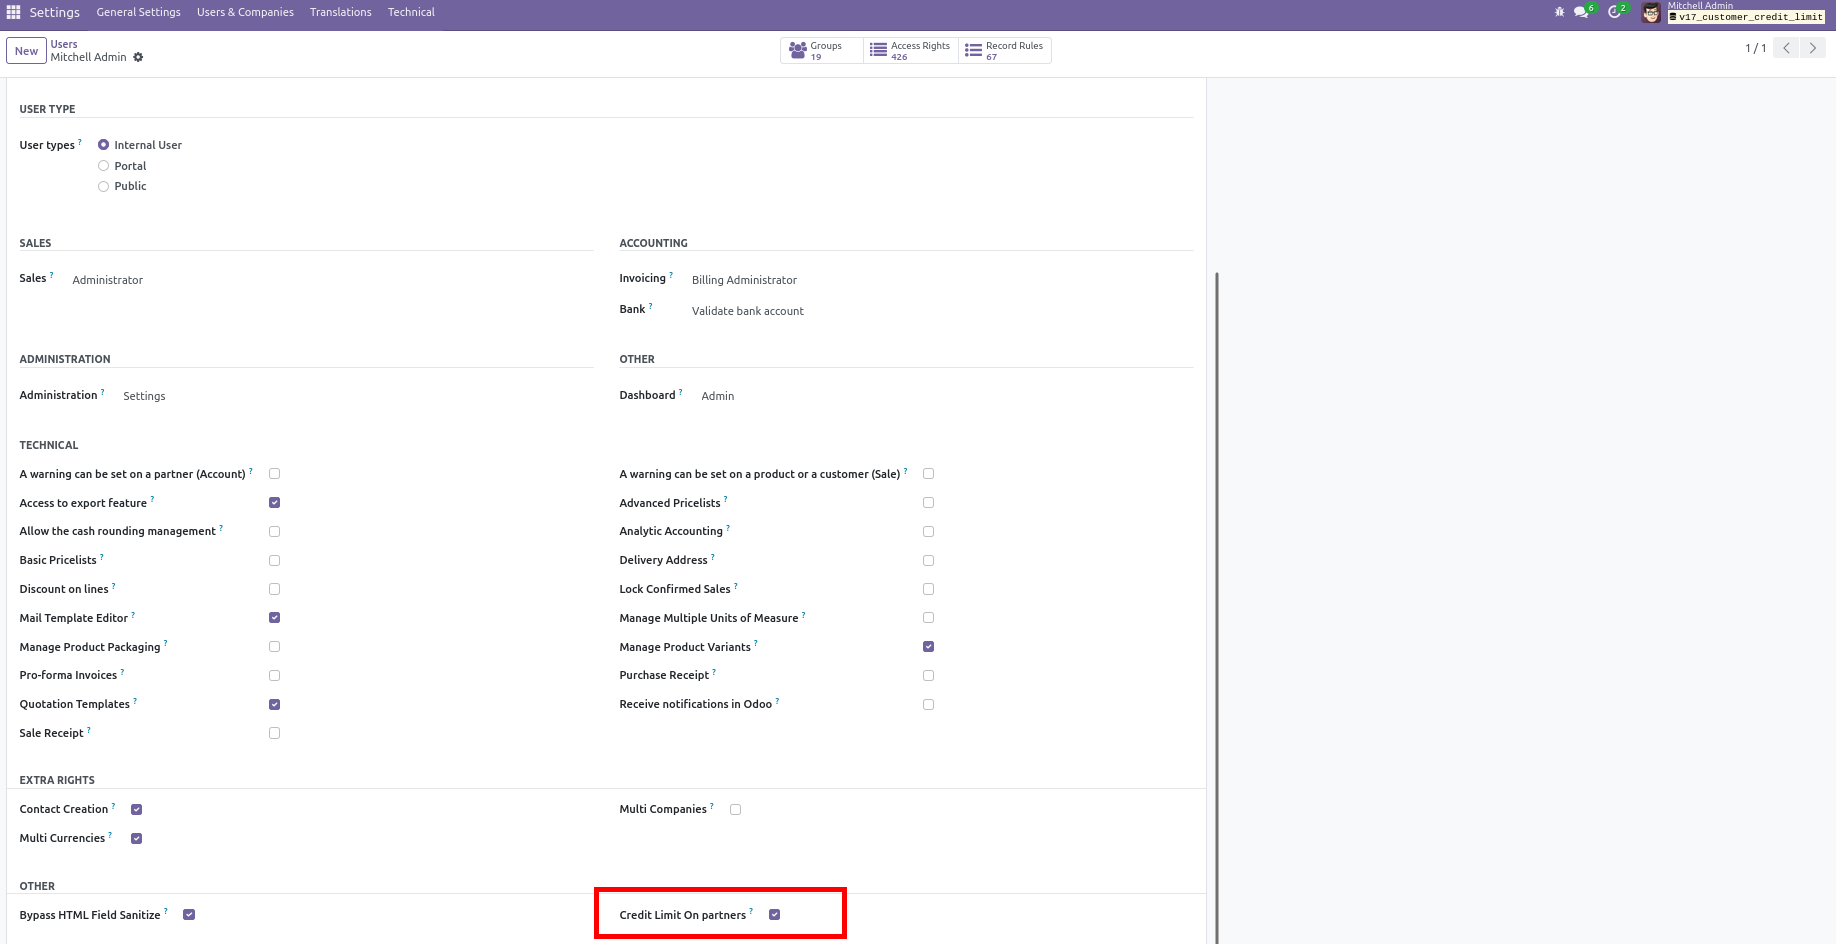 Settings General Settings Users & Companies Translations Technical 6 2 Mitchell Admin
v17_customer_credit_limit
New Users
Mitchell Admin
Groups 19 Access Rights 426 Record Rules 67 1 / 1
USER TYPE
User types ? Internal User
Portal
Public
SALES ACCOUNTING
Sales ? Administrator Invoicing ? Billing Administrator
Bank ? Validate bank account
ADMINISTRATION OTHER
Administration ? Settings Dashboard ? Admin
TECHNICAL
A warning can be set on a partner (Account) ? A warning can be set on a product or a customer (Sale) ?
Access to export feature ? Advanced Pricelists ?
Allow the cash rounding management ? Analytic Accounting ?
Basic Pricelists ? Delivery Address ?
Discount on lines ? Lock Confirmed Sales ?
Mail Template Editor ? Manage Multiple Units of Measure ?
Manage Product Packaging ? Manage Product Variants ?
Pro-forma Invoices ? Purchase Receipt ?
Quotation Templates ? Receive notifications in Odoo ?
Sale Receipt ?
EXTRA RIGHTS
Contact Creation ? Multi Companies ?
Multi Currencies ?
OTHER
Bypass HTML Field Sanitize ? Credit Limit On partners ?